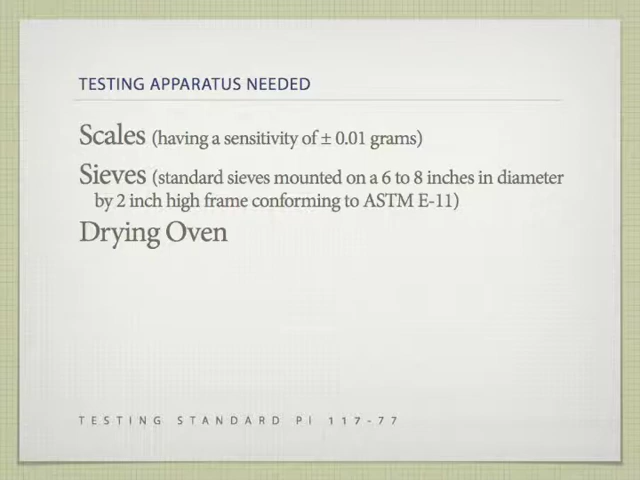 TESTING APPARATUS NEEDED
Scales (having a sensitivity of ± 0.01 grams)
Sieves (standard sieves mounted on a 6 to 8 inches in diameter
by 2 inch high frame conforming to ASTM E-11)
Drying Oven
TESTING STANDARD PI 117-77